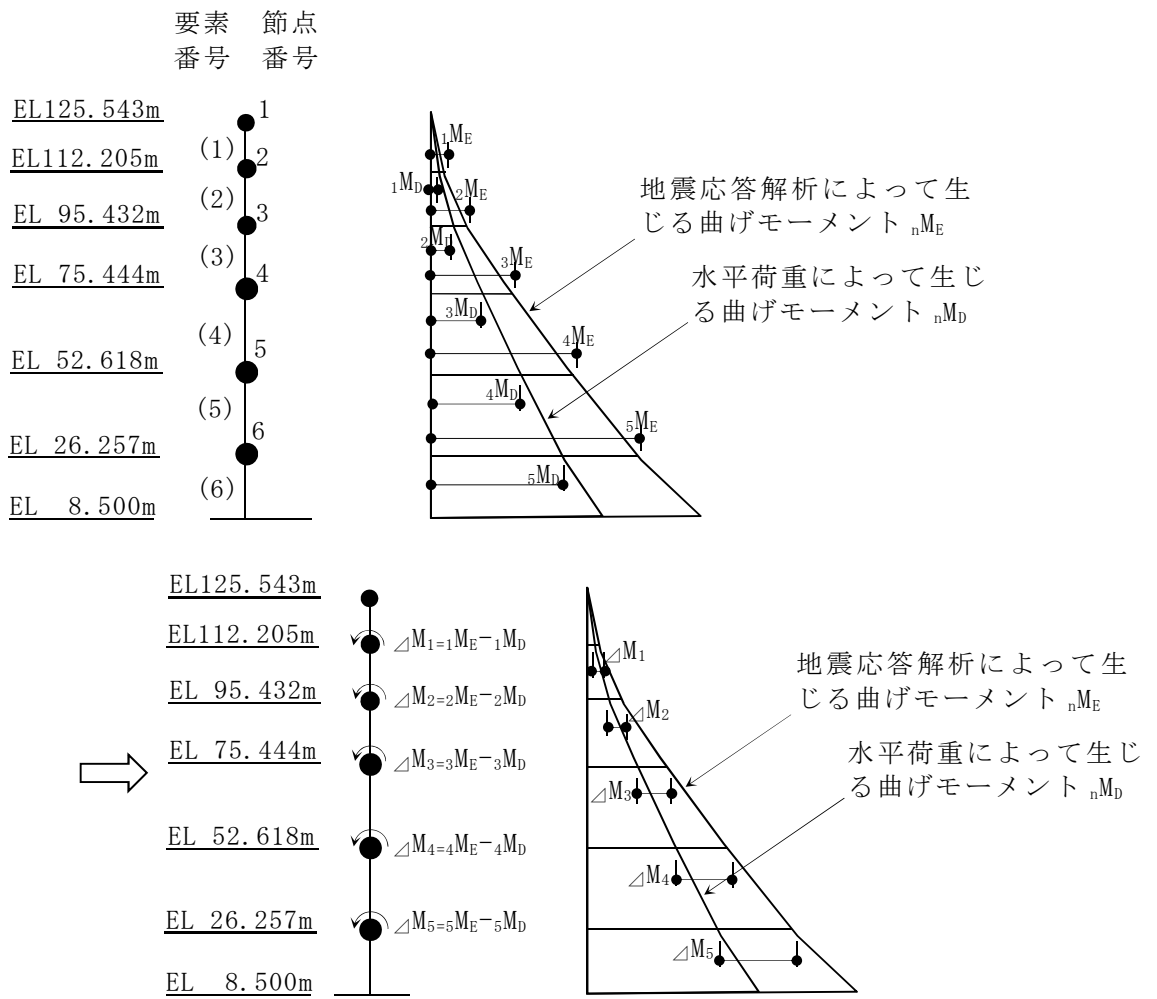 要素 節点
番号 番号
EL125.543m
1
(1)
EL112.205m
2
(2)
EL 95.432m
3
(3)
EL 75.444m
4
(4)
EL 52.618m
5
(5)
EL 26.257m
6
(6)
EL 8.500m
1ME
1MD
2ME
2MD
3ME
3MD
4ME
4MD
5ME
5MD
地震応答解析によって生
じる曲げモーメント nME
水平荷重によって生じ
る曲げモーメント nMD
EL125.543m
EL112.205m
⊿M1=1ME−1MD
EL 95.432m
⊿M2=2ME−2MD
EL 75.444m
⊿M3=3ME−3MD
EL 52.618m
⊿M4=4ME−4MD
EL 26.257m
⊿M5=5ME−5MD
EL 8.500m
⊿M1
⊿M2
⊿M3
⊿M4
⊿M5
地震応答解析によって生
じる曲げモーメント nME
水平荷重によって生じ
る曲げモーメント nMD